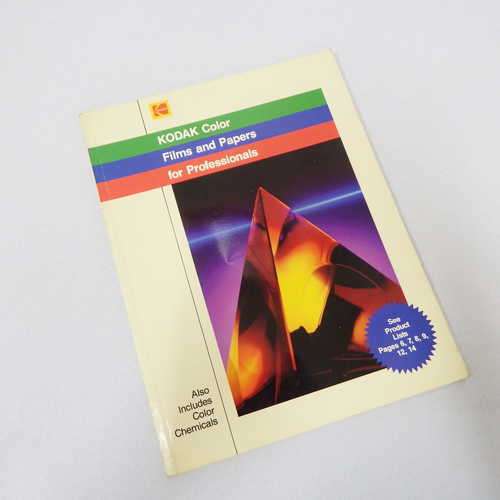 KODAK Color
Films and Papers
for Professionals
See
Product
Lists
Pages 6, 7, 8, 9,
12, 14
Also
Includes
Color
Chemicals